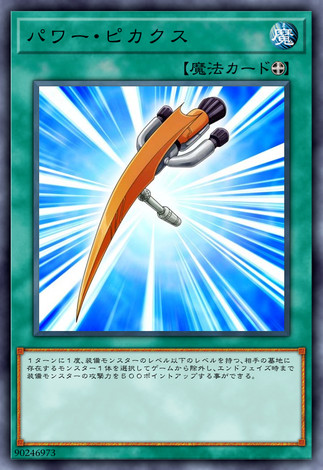 パワー・ピカクス
魔
【魔法カード】
1ターンに1度、装備モンスターのレベル以下のレベルを持つ、相手の墓地に
存在するモンスター1体を選択してゲームから除外し、エンドフェイズ時まで
装備モンスターの攻撃力を500ポイントアップする事ができる。
90246973